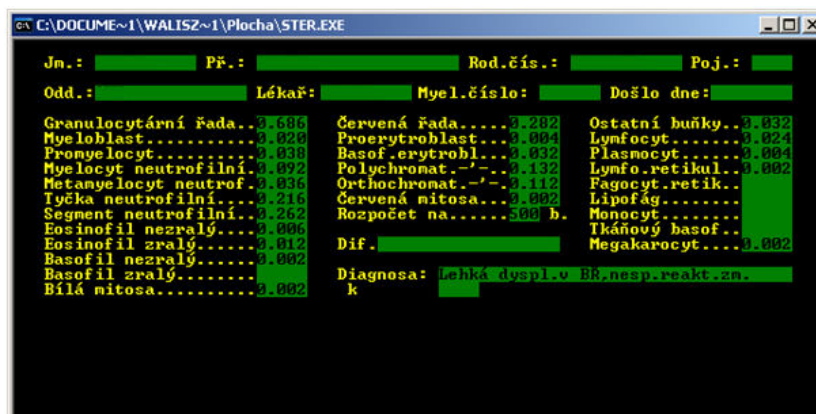 C:\DOCUME~1\WALISZ~1\Plocha\STER.EXE
Jm.: Př.: Rod.čís.: Poj.:
Odd.: Lékař: Myel.číslo: Došlo dne:
Granulocytární řada..0.686 Červená řada.....0.282 Ostatní buňky..0.032
Myeloblast...........0.020 Proerytroblast...0.004 Lymfocyt.......0.024
Promyelocyt..........0.038 Basof.erytrobl...0.032 Plasmocyt......0.004
Myelocyt neutrofilní.0.092 Polychromat.-'-..0.132 Lymfo.retikul..0.002
Metamyelocyt neutrof.0.036 Orthochromat.-'-.0.112 Fagocyt.retik..
Tyčka neutrofilní....0.216 Červená mitosa...0.002 Lipofág........
Segment neutrofilní..0.262 Rozpočet na......500 b. Monocyt........
Eosinofil nezralý....0.006 Tkáňový basof..
Eosinofil zralý......0.012 Dif. Megakarocyt....0.002
Basofil nezralý......0.002
Basofil zralý........ Diagnosa: Lehká dyspl.v BŘ,nesp.reakt.zm.
Bílá mitosa..........0.002 k